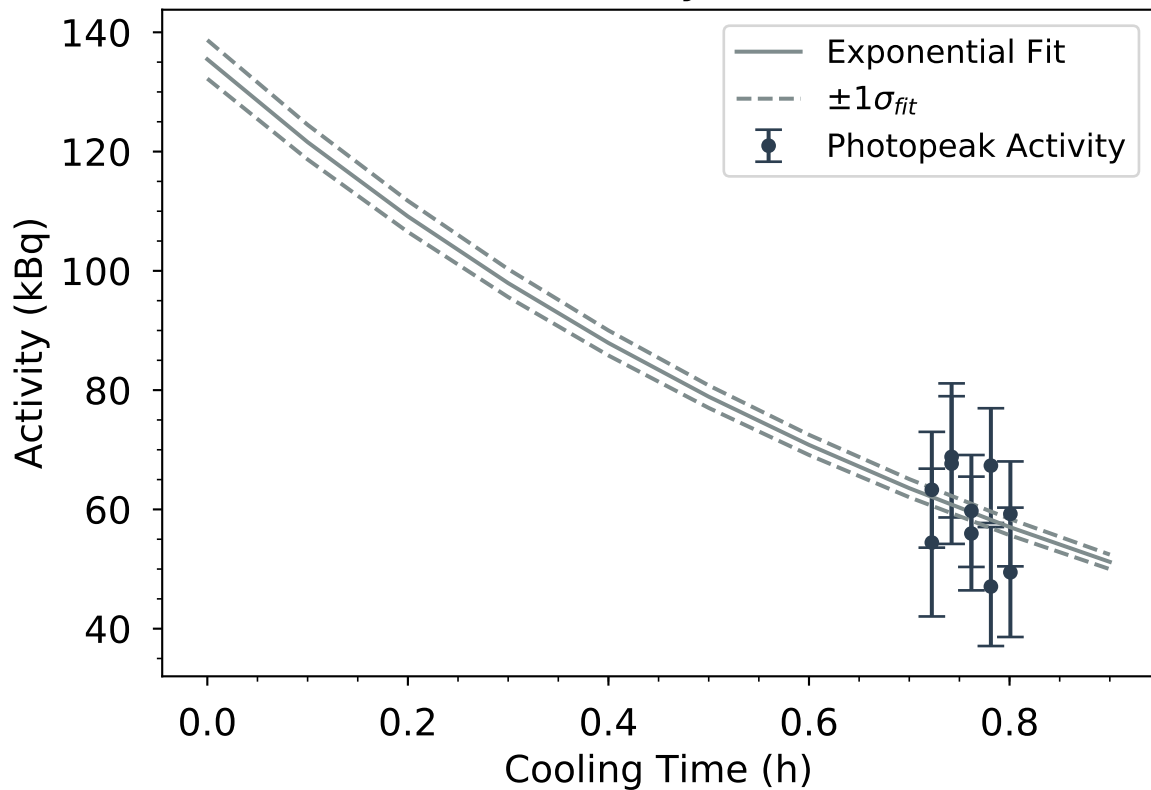 140
120
100
80
60
40
Activity (kBq)
Exponential Fit
±1σfit
Photopeak Activity
0.0 0.2 0.4 0.6 0.8
Cooling Time (h)